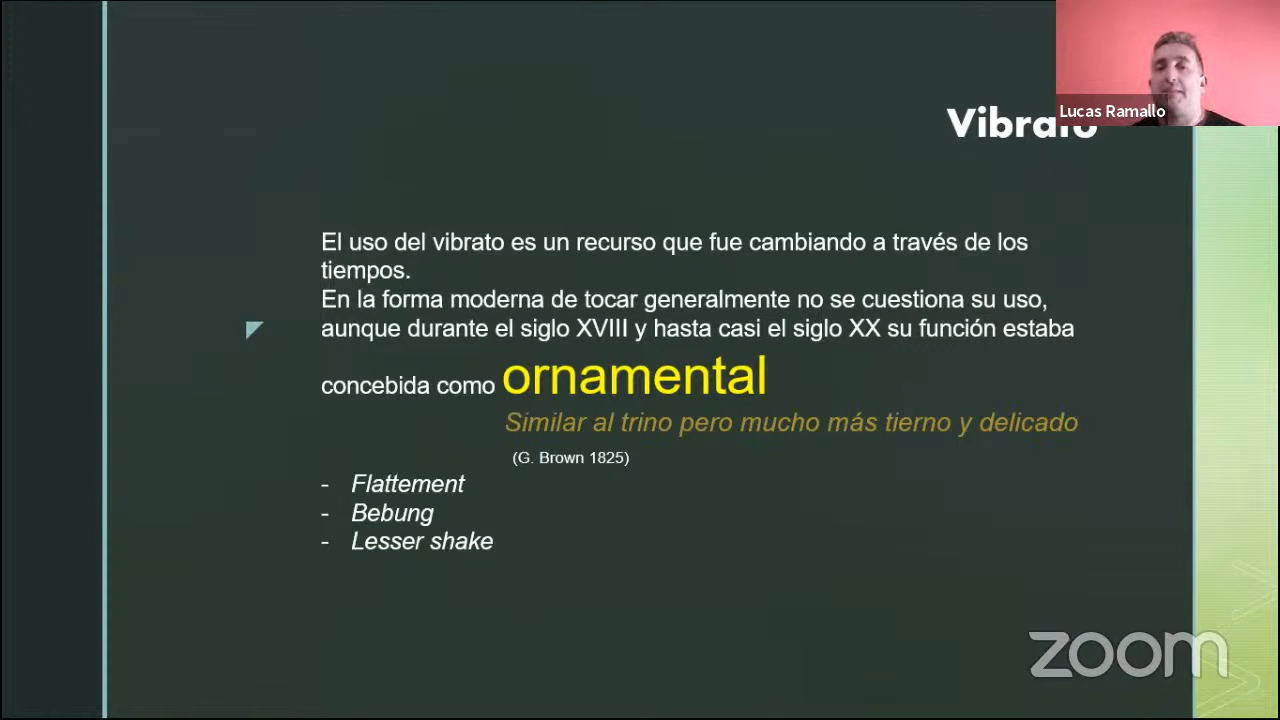 Lucas Ramallo
Vibrato
El uso del vibrato es un recurso que fue cambiando a través de los
tiempos.
En la forma moderna de tocar generalmente no se cuestiona su uso,
aunque durante el siglo XVIII y hasta casi el siglo XX su función estaba
concebida como ornamental
Similar al trino pero mucho más tierno y delicado
(G. Brown 1825)
- Flattement
- Bebung
- Lesser shake
zoom